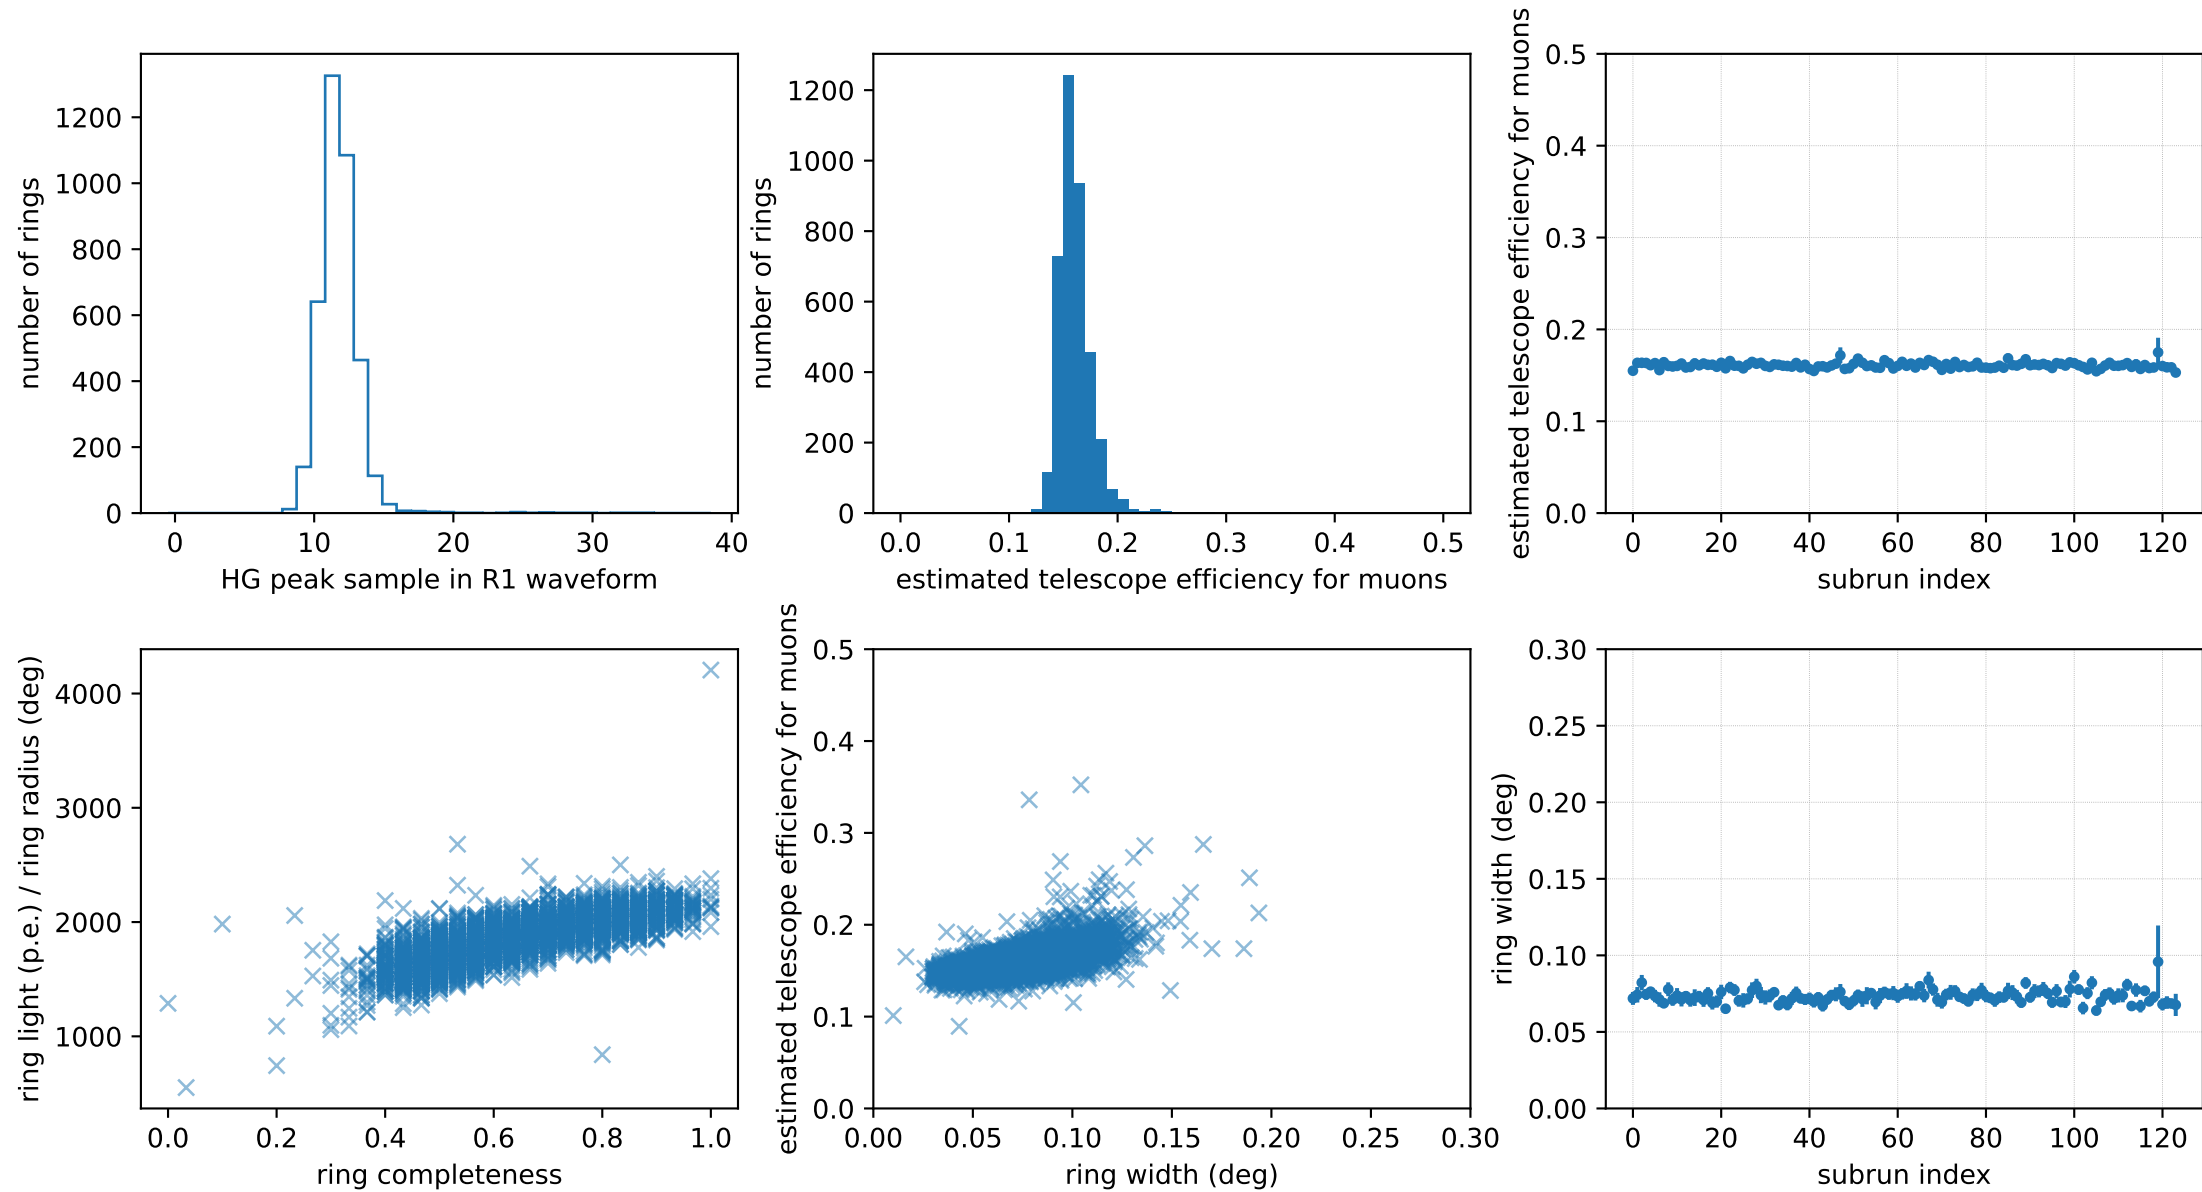 number of rings
1200
1000
800
600
400
200
0
0 10 20 30 40
HG peak sample in R1 waveform
number of rings
1200
1000
800
600
400
200
0
0.0 0.1 0.2 0.3 0.4 0.5
estimated telescope efficiency for muons
estimated telescope efficiency for muons
0.5
0.4
0.3
0.2
0.1
0.0
0 20 40 60 80 100 120
subrun index
ring light (p.e.) / ring radius (deg)
4000
3000
2000
1000
0.0 0.2 0.4 0.6 0.8 1.0
ring completeness
estimated telescope efficiency for muons
0.5
0.4
0.3
0.2
0.1
0.0
0.00 0.05 0.10 0.15 0.20 0.25 0.30
ring width (deg)
ring width (deg)
0.30
0.25
0.20
0.15
0.10
0.05
0.00
0 20 40 60 80 100 120
subrun index